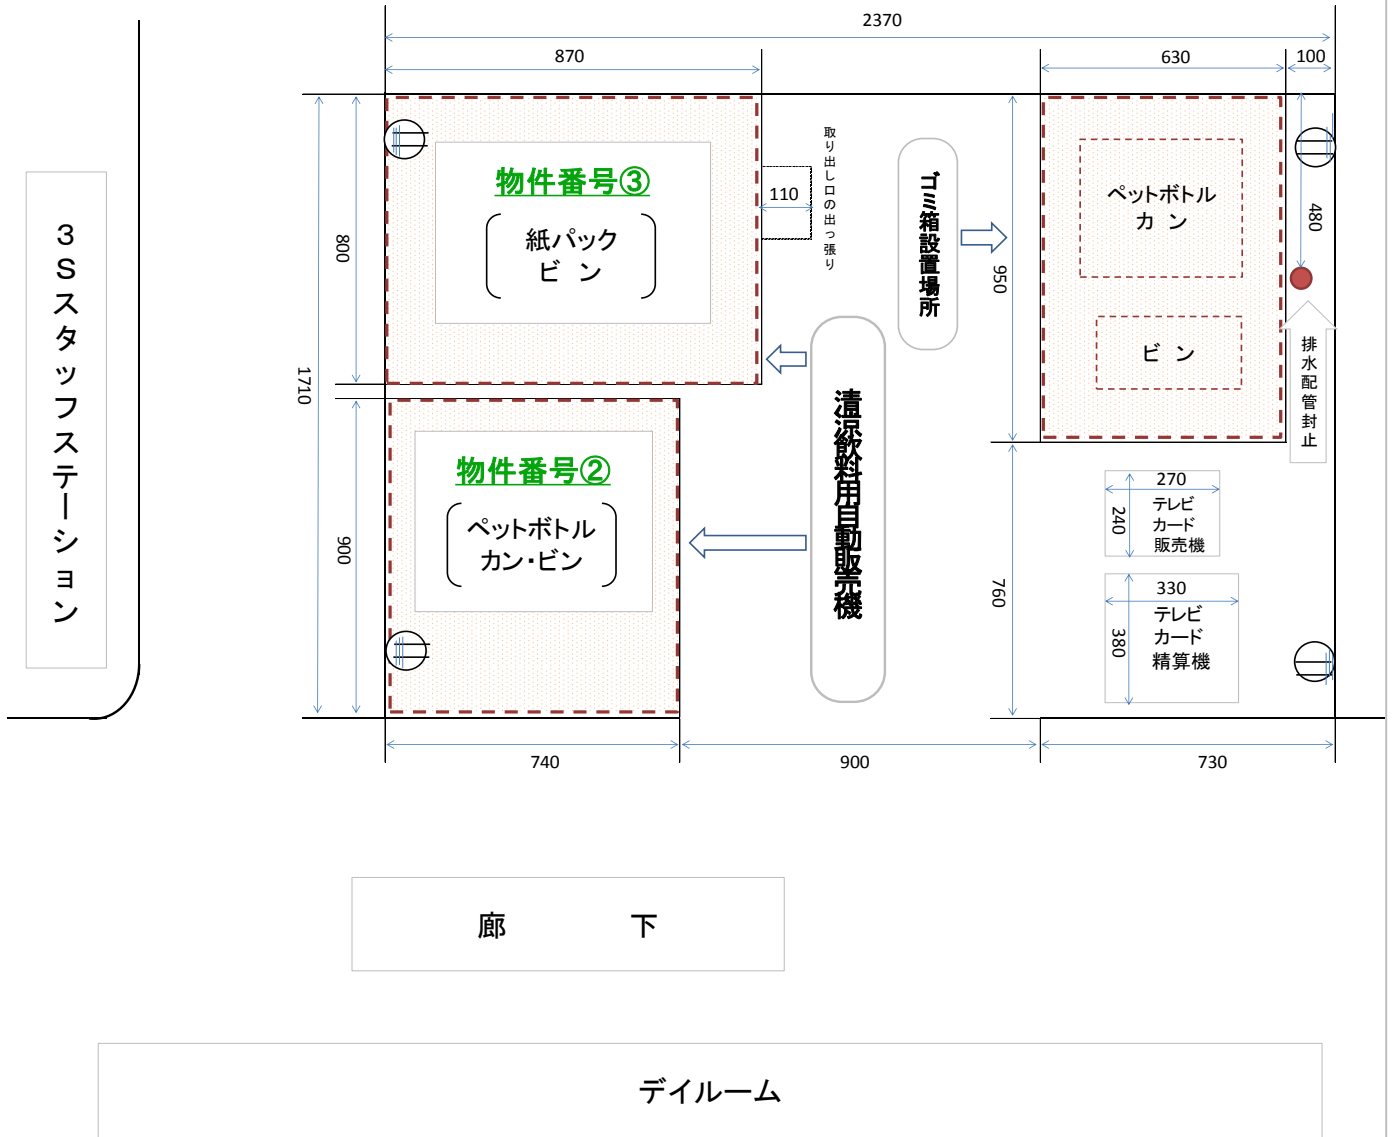 2370
870
630
100
3Sスタッフステーション
物件番号③
紙パック
ビン
800
1710
110
取り出し口の出っ張り
ゴミ箱設置場所
950
ペットボトル
カン
ビン
480
排水配管封止
清涼飲料用自動販売機
物件番号②
ペットボトル
カン・ビン
900
760
270
240
テレビ
カード
販売機
330
380
テレビ
カード
精算機
740
900
730
廊下
デイルーム